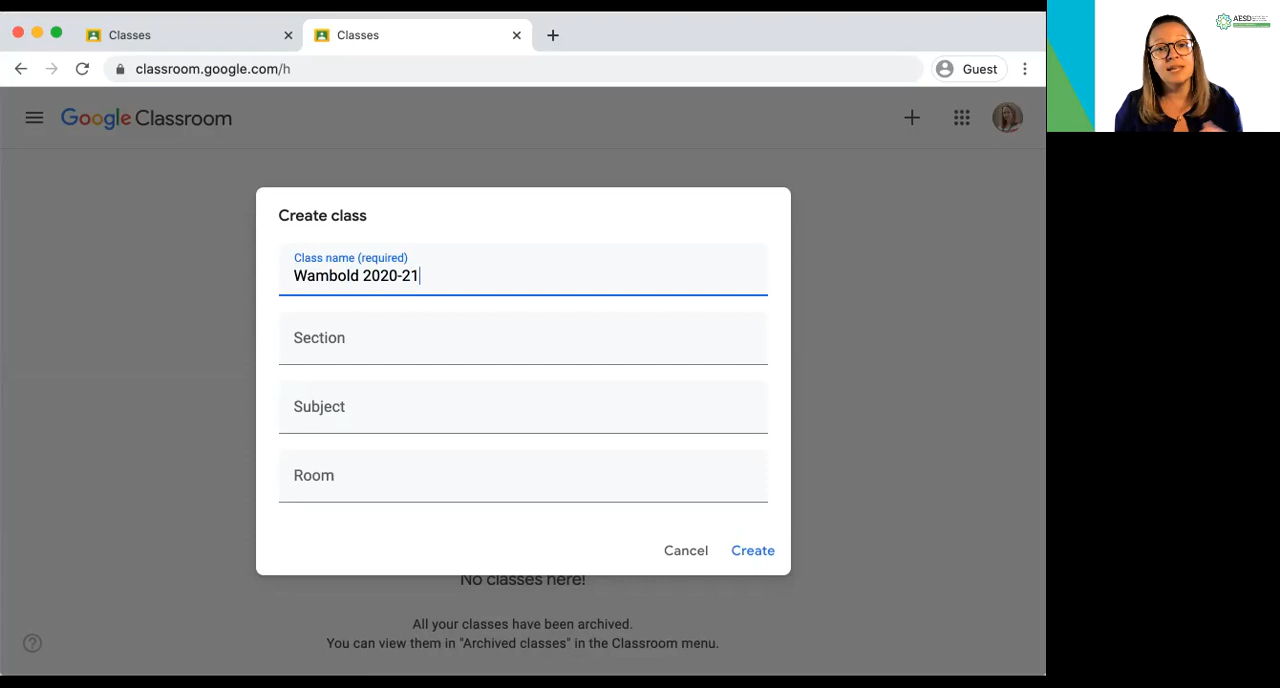 Classes
Classes
classroom.google.com/h
Guest
Google Classroom
Create class
Class name (required)
Wambold 2020-21
Section
Subject
Room
Cancel
Create
No classes here!
All your classes have been archived.
You can view them in "Archived classes" in the Classroom menu.
AESD